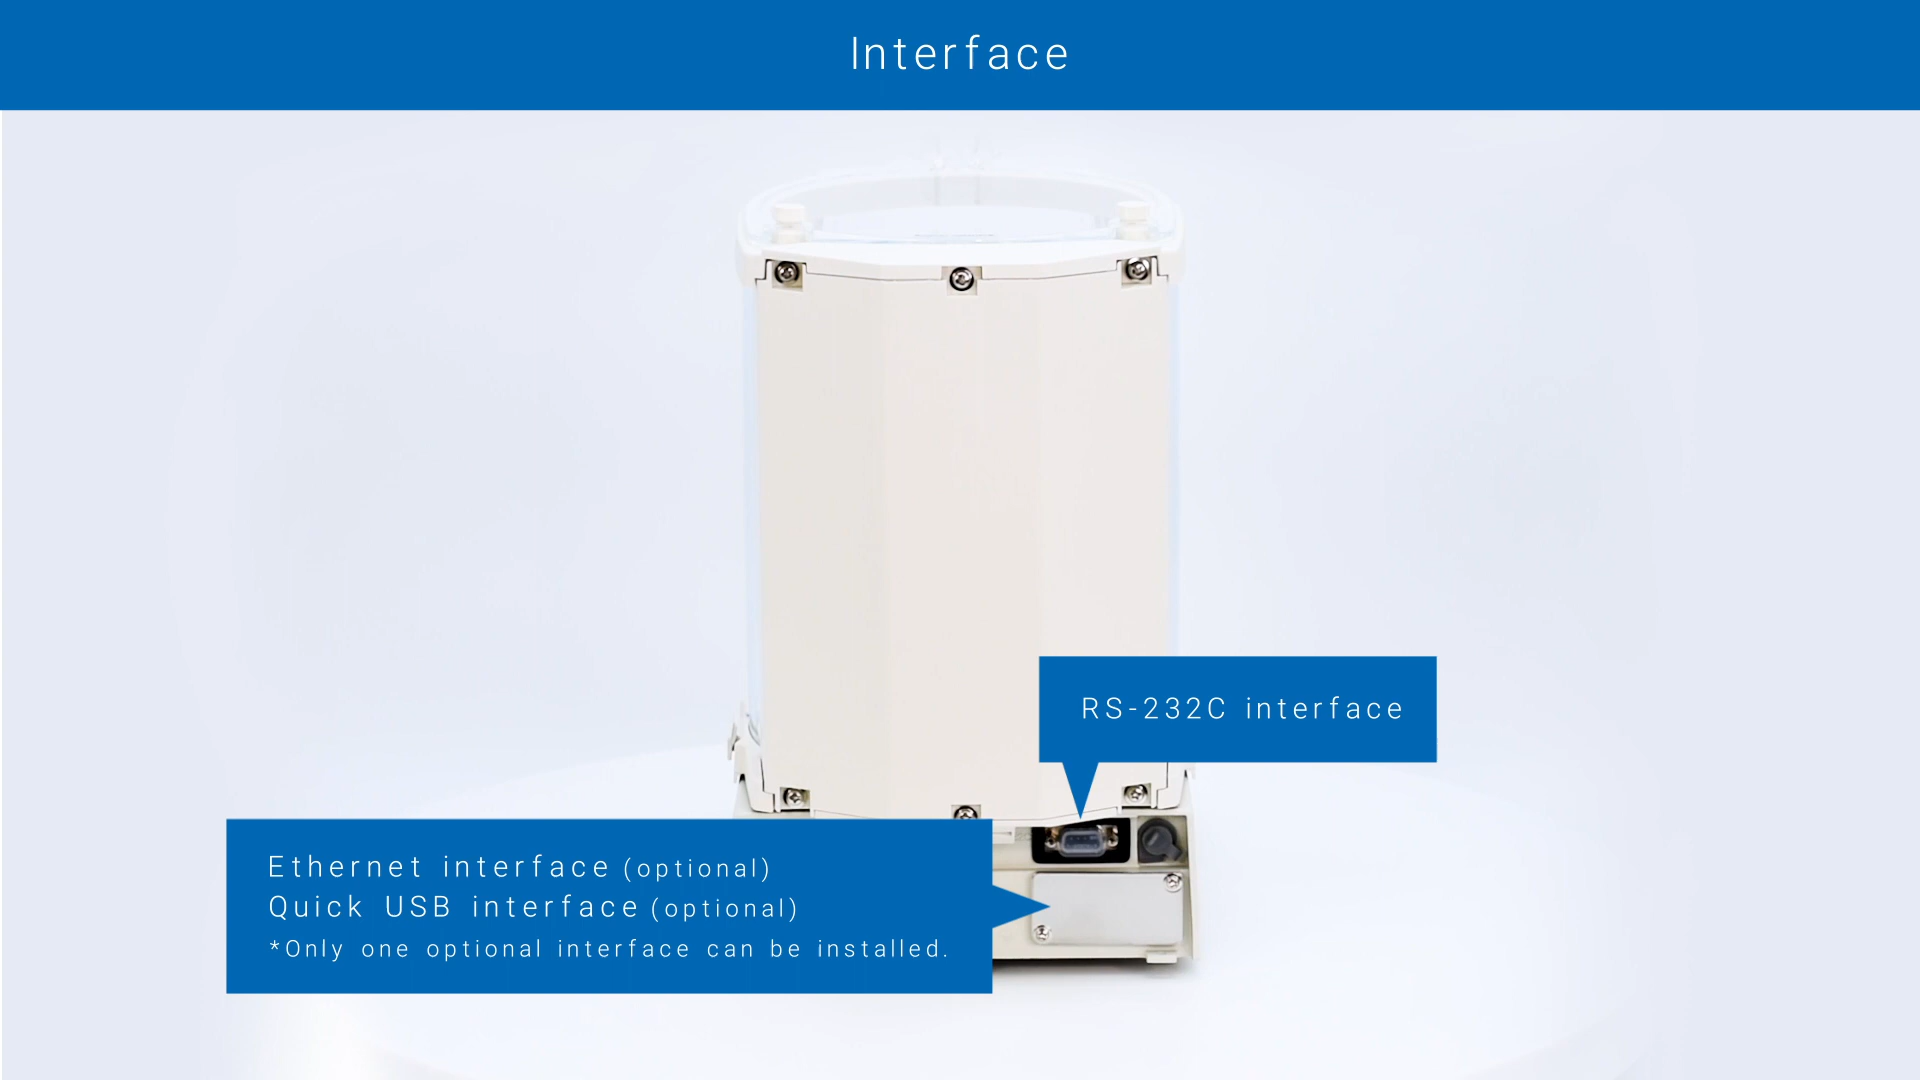 Interface
RS-232C interface
Ethernet interface (optional)
Quick USB interface (optional)
*Only one optional interface can be installed.